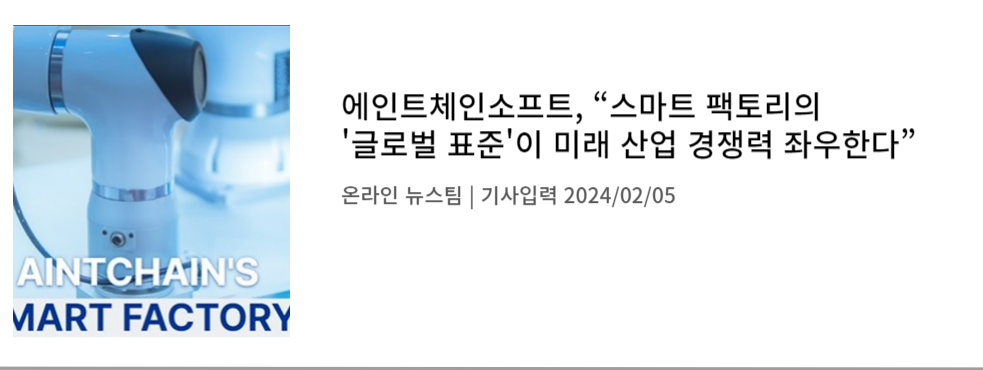 에인트체인소프트, “스마트 팩토리의
'글로벌 표준'이 미래 산업 경쟁력 좌우한다”
온라인 뉴스팀 | 기사입력 2024/02/05
AINTCHAIN'S
MART FACTORY